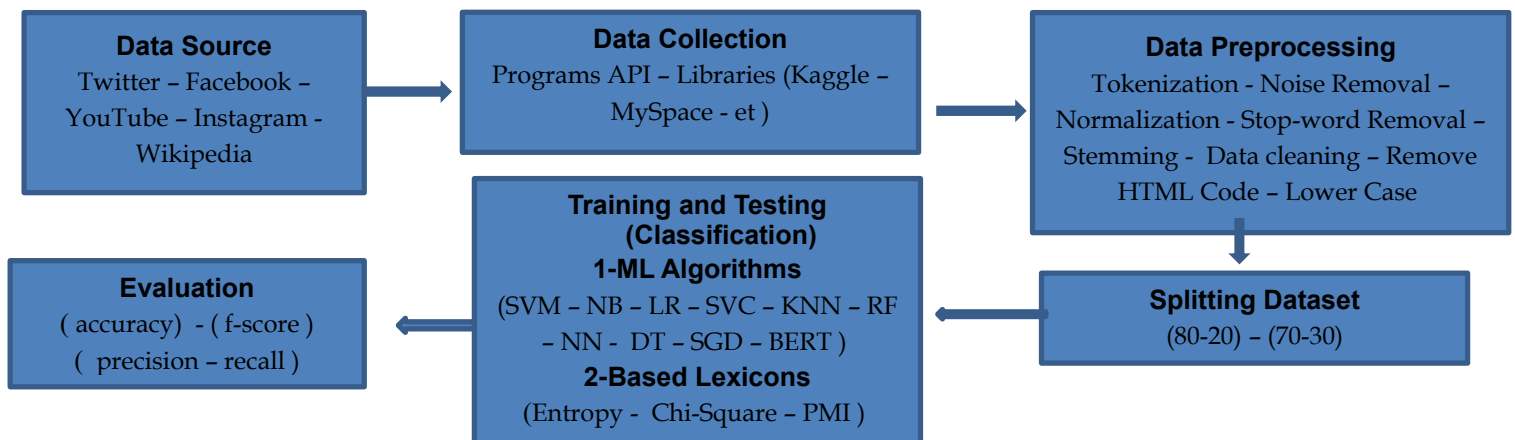 Data Source
Twitter – Facebook –
YouTube – Instagram -
Wikipedia
Data Collection
Programs API – Libraries (Kaggle –
MySpace - et )
Data Preprocessing
Tokenization - Noise Removal –
Normalization - Stop-word Removal –
Stemming - Data cleaning – Remove
HTML Code – Lower Case
Splitting Dataset
(80-20) – (70-30)
Training and Testing
(Classification)
1-ML Algorithms
(SVM – NB – LR – SVC – KNN – RF
– NN - DT – SGD – BERT )
2-Based Lexicons
(Entropy - Chi-Square – PMI )
Evaluation
( accuracy) - ( f-score )
( precision – recall )